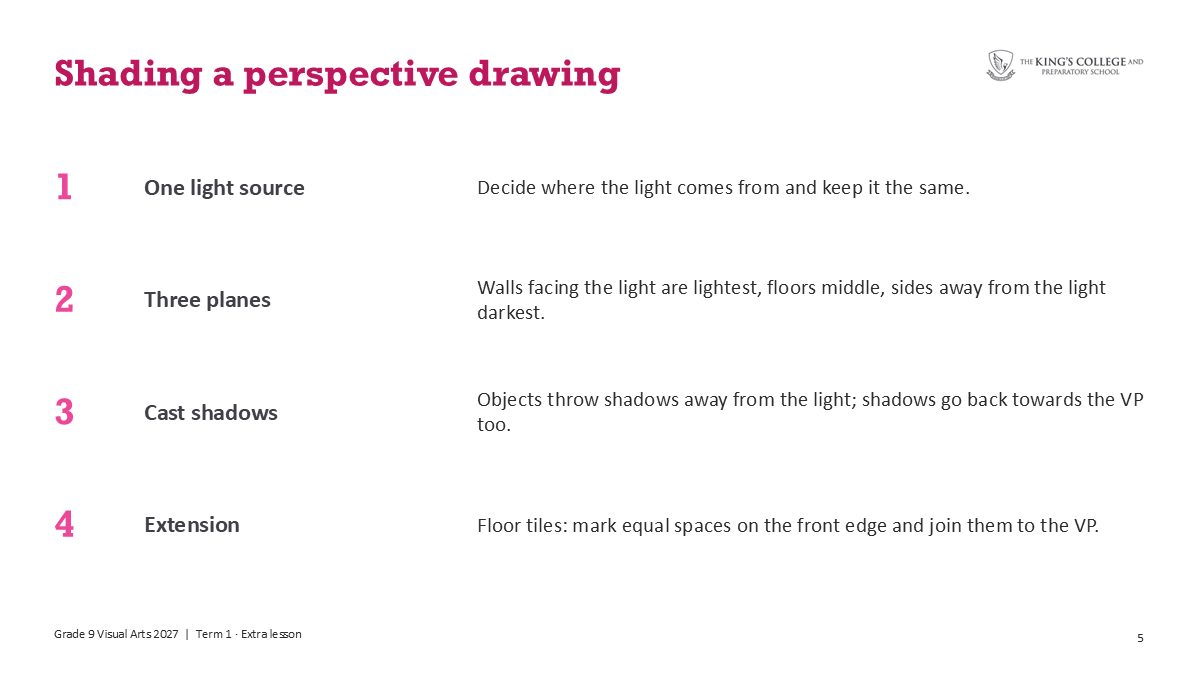 Shading a perspective drawing
THE KING'S COLLEGE AND
PREPARATORY SCHOOL
1
One light source
Decide where the light comes from and keep it the same.
2
Three planes
Walls facing the light are lightest, floors middle, sides away from the light
darkest.
3
Cast shadows
Objects throw shadows away from the light; shadows go back towards the VP
too.
4
Extension
Floor tiles: mark equal spaces on the front edge and join them to the VP.
Grade 9 Visual Arts 2027 | Term 1 · Extra lesson
5